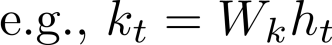 e.g., $k_t = W_k h_t$